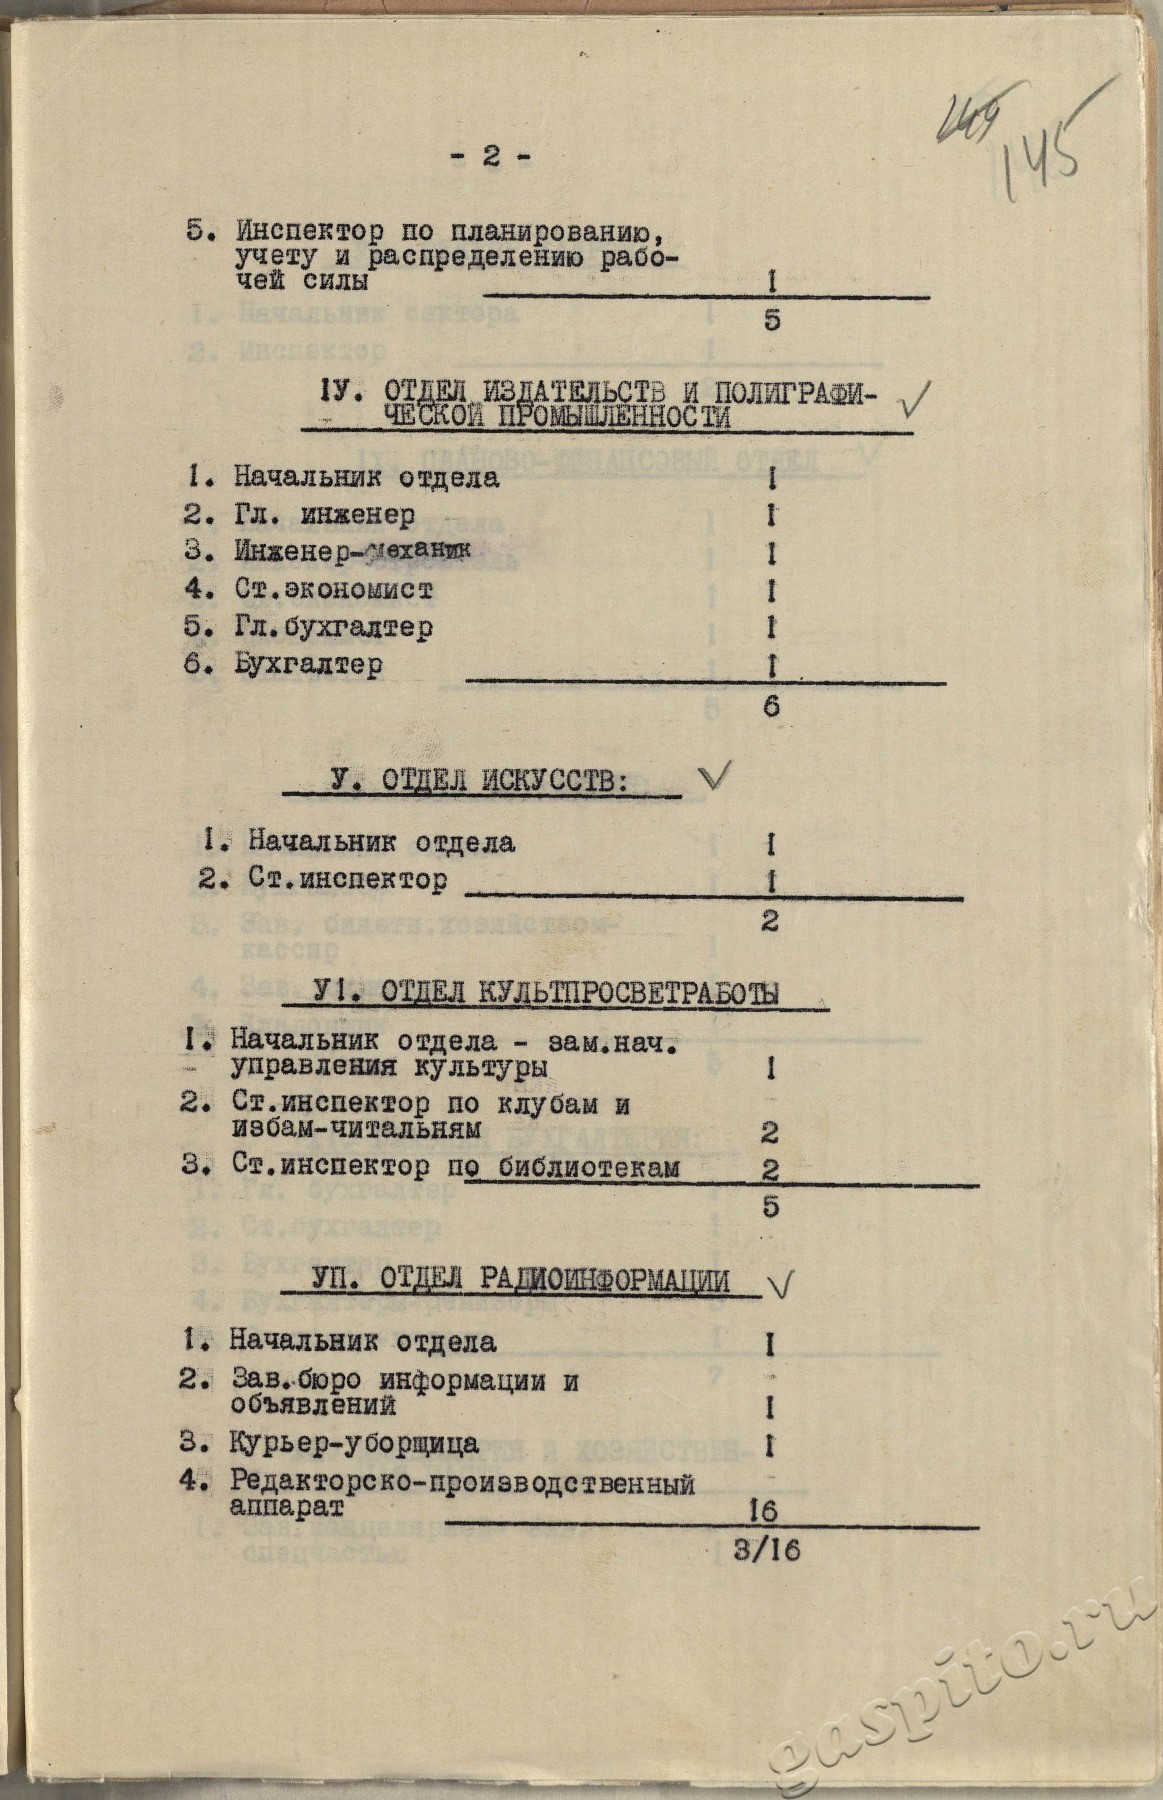 149
145
- 2 -
5. Инспектор по планированию,
учету и распределению рабо-
чей силы 1
5
1У. ОТДЕЛ ИЗДАТЕЛЬСТВ И ПОЛИГРАФИ-
ЧЕСКОЙ ПРОМЫШЛЕННОСТИ
1. Начальник отдела 1
2. Гл. инженер 1
3. Инженер-механик 1
4. Ст.экономист 1
5. Гл.бухгалтер 1
6. Бухгалтер 1
6
У. ОТДЕЛ ИСКУССТВ:
1. Начальник отдела 1
2. Ст.инспектор 1
2
У1. ОТДЕЛ КУЛЬТПРОСВЕТРАБОТЫ
1. Начальник отдела - зам.нач.
управления культуры 1
2. Ст.инспектор по клубам и
избам-читальням 2
3. Ст.инспектор по библиотекам 2
5
УП. ОТДЕЛ РАДИОИНФОРМАЦИИ
1. Начальник отдела 1
2. Зав.бюро информации и
объявлений 1
3. Курьер-уборщица 1
4. Редакторско-производственный
аппарат 16
3/16
gaspito.ru